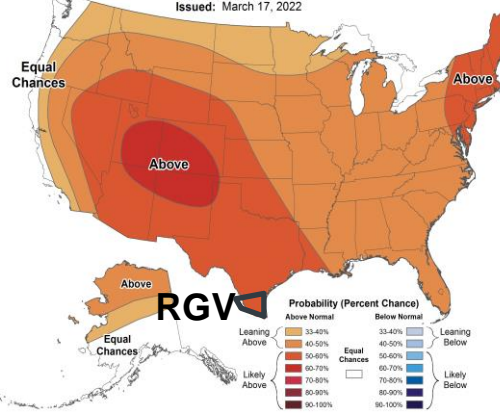 Issued: March 17, 2022
Equal
Chances
Above
Above
Above
Equal
Chances
RGV
Probability (Percent Chance)
Above Normal
Below Normal
Leaning
Above
33-40%
40-50%
Likely
Above
50-60%
60-70%
70-80%
80-90%
90-100%
Equal
Chances
33-40%
40-50%
Leaning
Below
50-60%
60-70%
70-80%
80-90%
90-100%
Likely
Below